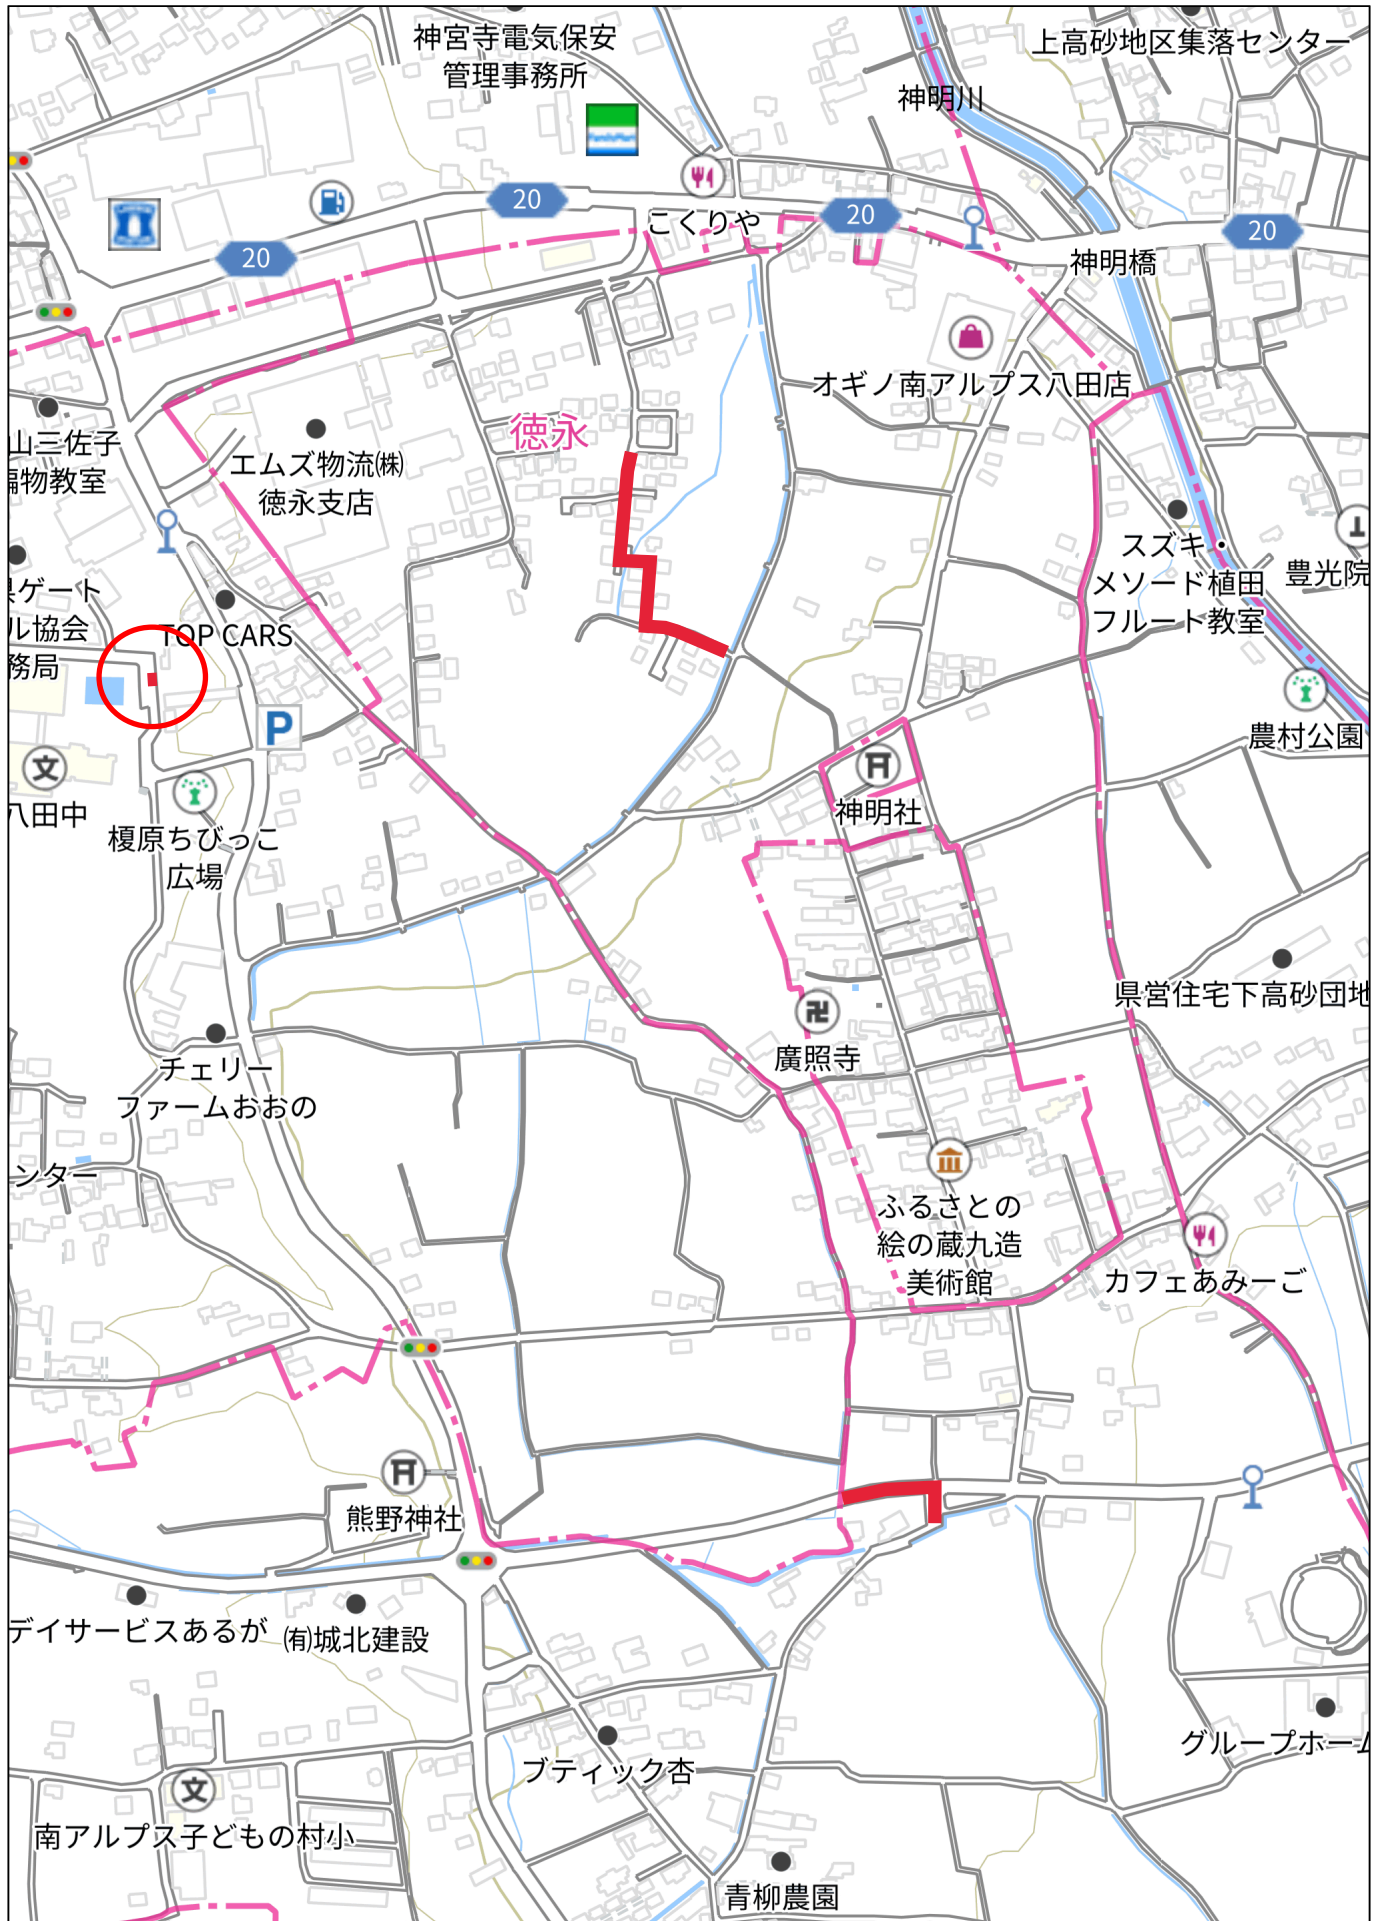 神宮寺電気保安
管理事務所
上高砂地区集落センター
神明川
FamilyMart
20
こくりや
20
20
20
神明橋
オギノ南アルプス八田店
徳永
山三佐子
編物教室
エムズ物流㈱
徳永支店
スズキ
メソード植田
フルート教室
豊光院
ゲート
ル協会
務局
TOP CARS
P
農村公園
文
八田中
神明社
榎原ちびっこ
広場
県営住宅下高砂団地
廣照寺
チェリー
ファームおおの
ンター
ふるさとの
絵の蔵九造
美術館
カフェあみーご
熊野神社
デイサービスあるが
㈲城北建設
グループホーム
ブティック杏
文
南アルプス子どもの村小
青柳農園